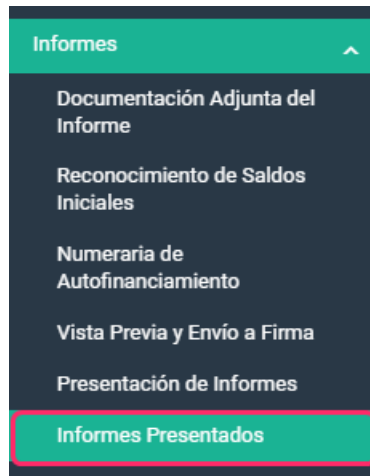 Informes
Documentación Adjunta del
Informe
Reconocimiento de Saldos
Iniciales
Numeraria de
Autofinanciamiento
Vista Previa y Envío a Firma
Presentación de Informes
Informes Presentados